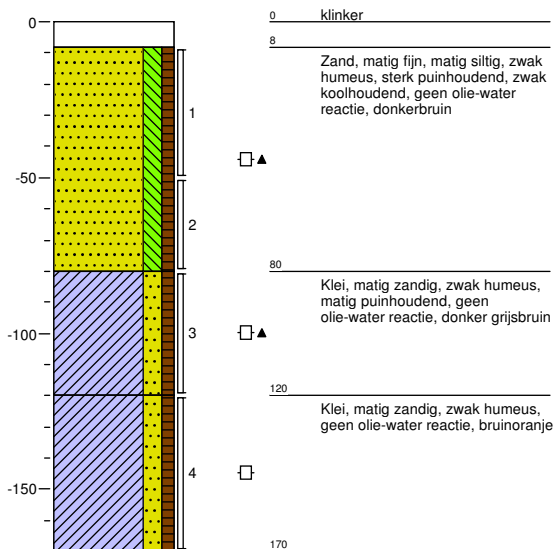 0
0 klinker
8
Zand, matig fijn, matig siltig, zwak
humeus, sterk puinhoudend, zwak
koolhoudend, geen olie-water
reactie, donkerbruin
1
-50
2
80
Klei, matig zandig, zwak humeus,
matig puinhoudend, geen
olie-water reactie, donker grijsbruin
3
-100
120
Klei, matig zandig, zwak humeus,
geen olie-water reactie, bruinoranje
4
-150
170